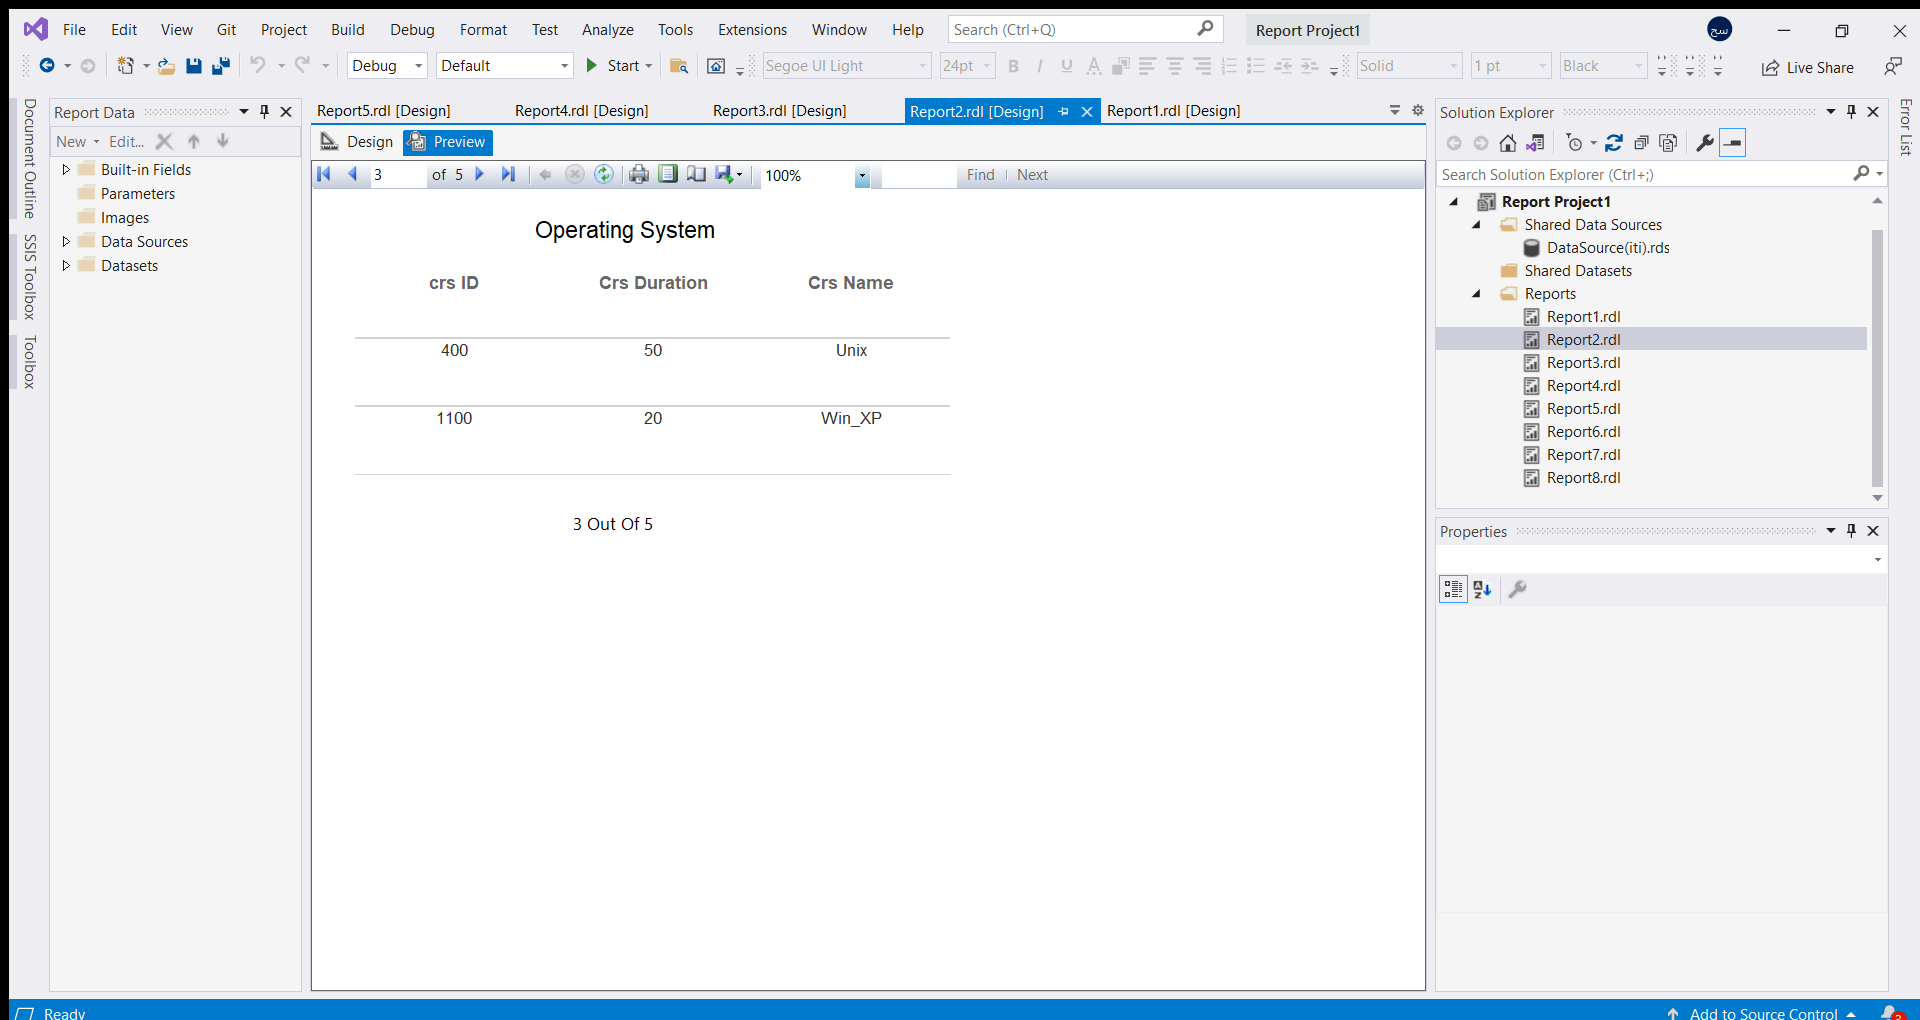 File Edit View Git Project Build Debug Format Test Analyze Tools Extensions Window Help Search (Ctrl+Q) Report Project1 سح
Debug Default Start Segoe UI Light 24pt B I U A Solid 1 pt Black Live Share
Document Outline
SSIS Toolbox
Toolbox
Report Data
New Edit...
Built-in Fields
Parameters
Images
Data Sources
Datasets
Report5.rdl [Design] Report4.rdl [Design] Report3.rdl [Design] Report2.rdl [Design] Report1.rdl [Design]
Design Preview
3 of 5 100% Find Next
Operating System
crs ID Crs Duration Crs Name
400 50 Unix
1100 20 Win_XP
3 Out Of 5
Solution Explorer
Search Solution Explorer (Ctrl+;)
Report Project1
Shared Data Sources
DataSource(iti).rds
Shared Datasets
Reports
Report1.rdl
Report2.rdl
Report3.rdl
Report4.rdl
Report5.rdl
Report6.rdl
Report7.rdl
Report8.rdl
Properties
Error List
Ready Add to Source Control